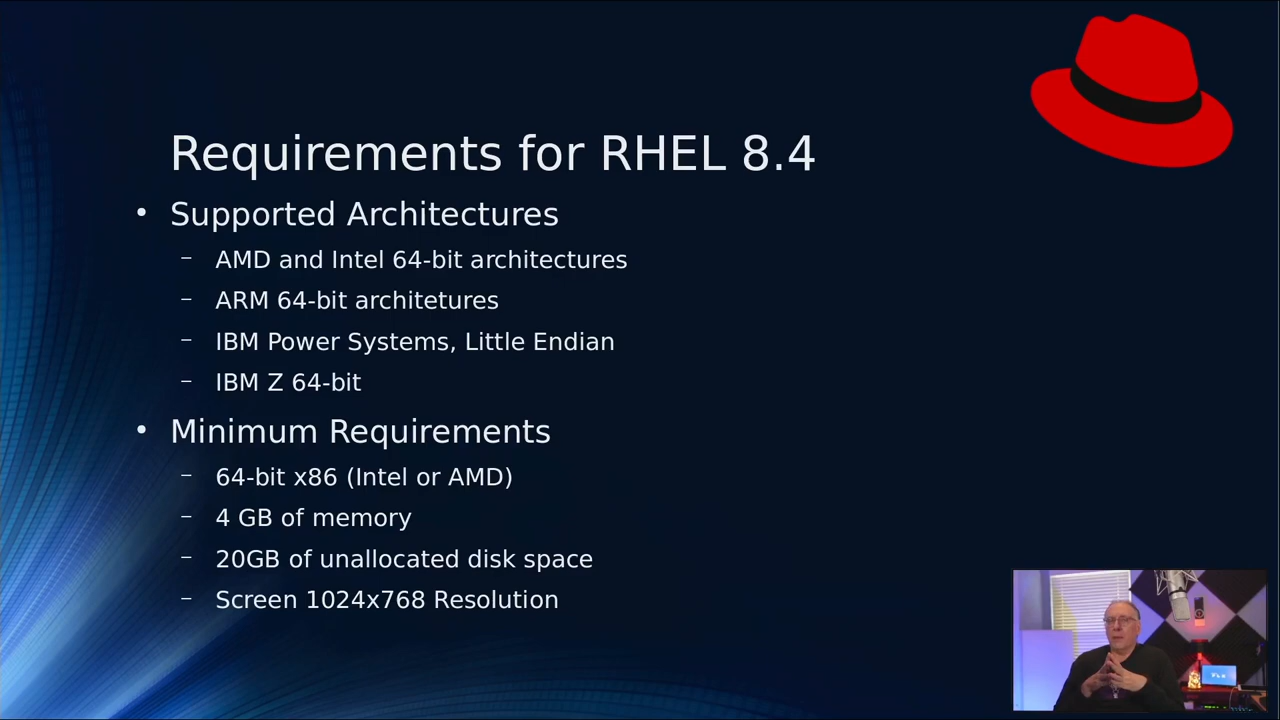 Requirements for RHEL 8.4
• Supported Architectures
– AMD and Intel 64-bit architectures
– ARM 64-bit architetures
– IBM Power Systems, Little Endian
– IBM Z 64-bit
• Minimum Requirements
– 64-bit x86 (Intel or AMD)
– 4 GB of memory
– 20GB of unallocated disk space
– Screen 1024x768 Resolution